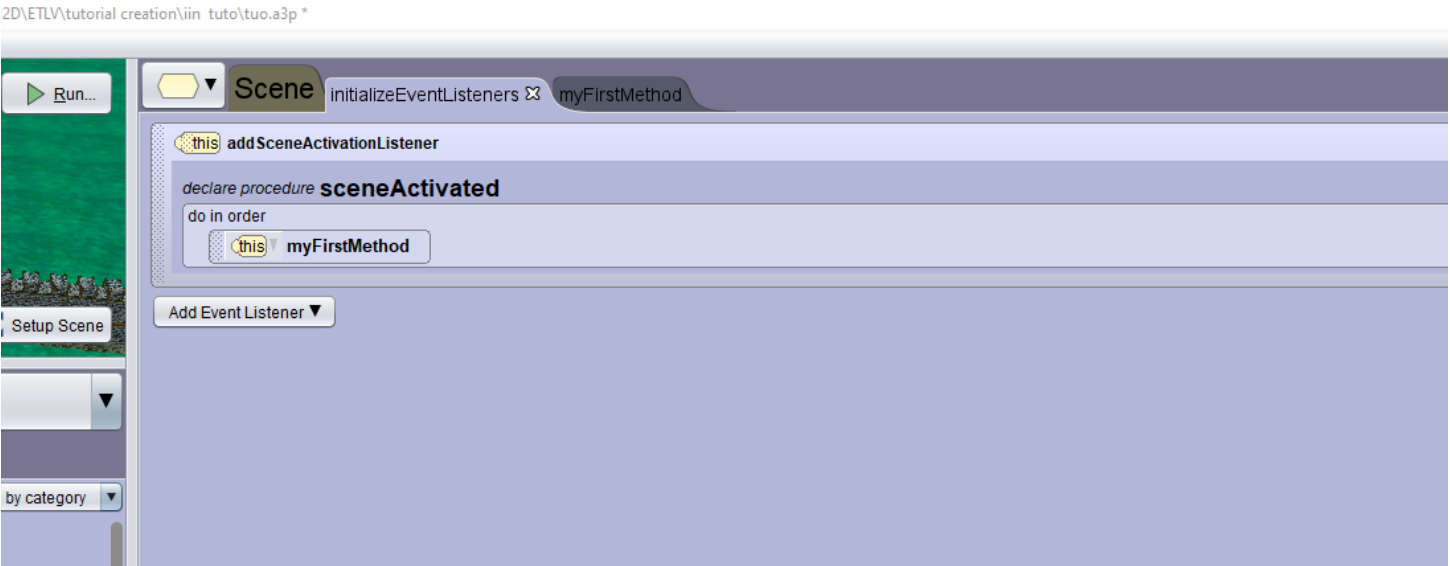 2D\ETLV\tutorial creation\iin tuto\tuo.a3p *
Run...
Scene initializeEventListeners myFirstMethod
this addSceneActivationListener
declare procedure sceneActivated
do in order
this myFirstMethod
Add Event Listener
Setup Scene
by category